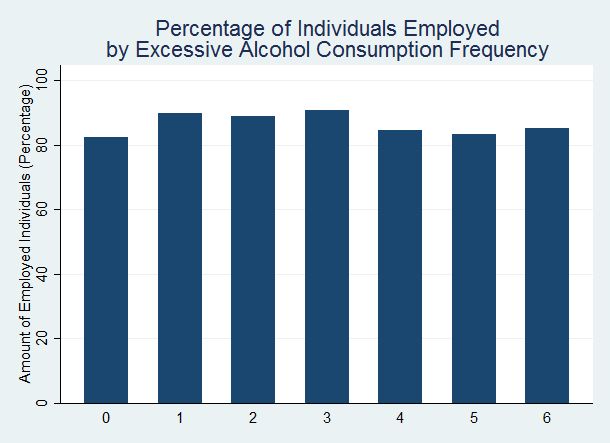 Percentage of Individuals Employed
by Excessive Alcohol Consumption Frequency
Amount of Employed Individuals (Percentage)
100
80
60
40
20
0
0 1 2 3 4 5 6